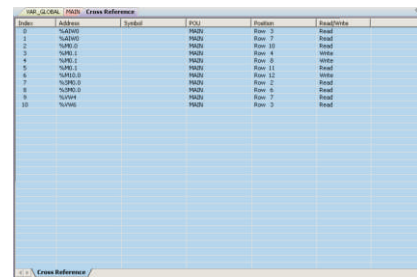 VAR_GLOBAL MAIN Cross Reference
Index Address Symbol POU Position Read/Write
0 %AIW0 MAIN Row 3 Read
1 %AIW0 MAIN Row 7 Read
2 %M0.0 MAIN Row 10 Read
3 %M0.1 MAIN Row 4 Write
4 %M0.1 MAIN Row 8 Write
5 %M0.1 MAIN Row 11 Read
6 %M10.0 MAIN Row 12 Write
7 %SM0.0 MAIN Row 2 Read
8 %SM0.0 MAIN Row 6 Read
9 %VW4 MAIN Row 7 Read
10 %VW6 MAIN Row 3 Read
Cross Reference